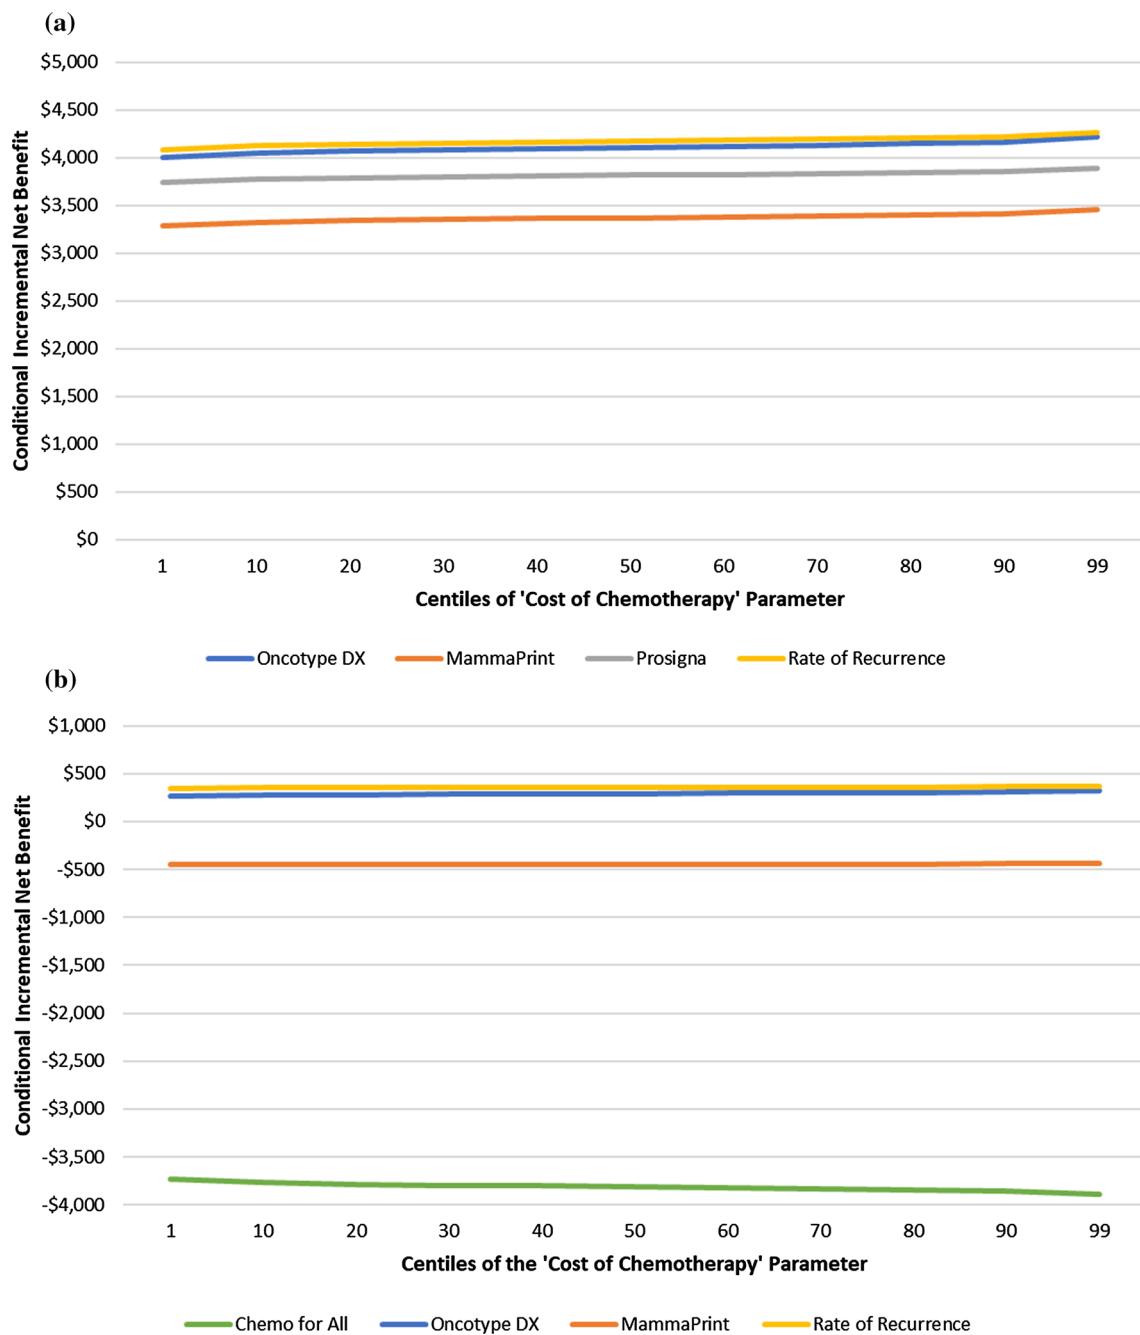 (a)
$5,000
$4,500
$4,000
$3,500
$3,000
$2,500
$2,000
$1,500
$1,000
$500
$0
Conditional Incremental Net Benefit
1 10 20 30 40 50 60 70 80 90 99
Centiles of 'Cost of Chemotherapy' Parameter
Oncotype DX MammaPrint Prosigna Rate of Recurrence
(b)
$1,000
$500
$0
-$500
-$1,000
-$1,500
-$2,000
-$2,500
-$3,000
-$3,500
-$4,000
Conditional Incremental Net Benefit
1 10 20 30 40 50 60 70 80 90 99
Centiles of the 'Cost of Chemotherapy' Parameter
Chemo for All Oncotype DX MammaPrint Rate of Recurrence